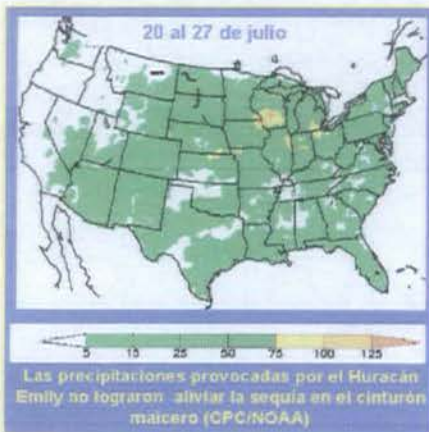 20 al 27 de julio
5 15 25 50 75 100 125
Las precipitaciones provocadas por el Huracán
Emily no lograron aliviar la sequía en el cinturón
maicero (CPC/NOAA)